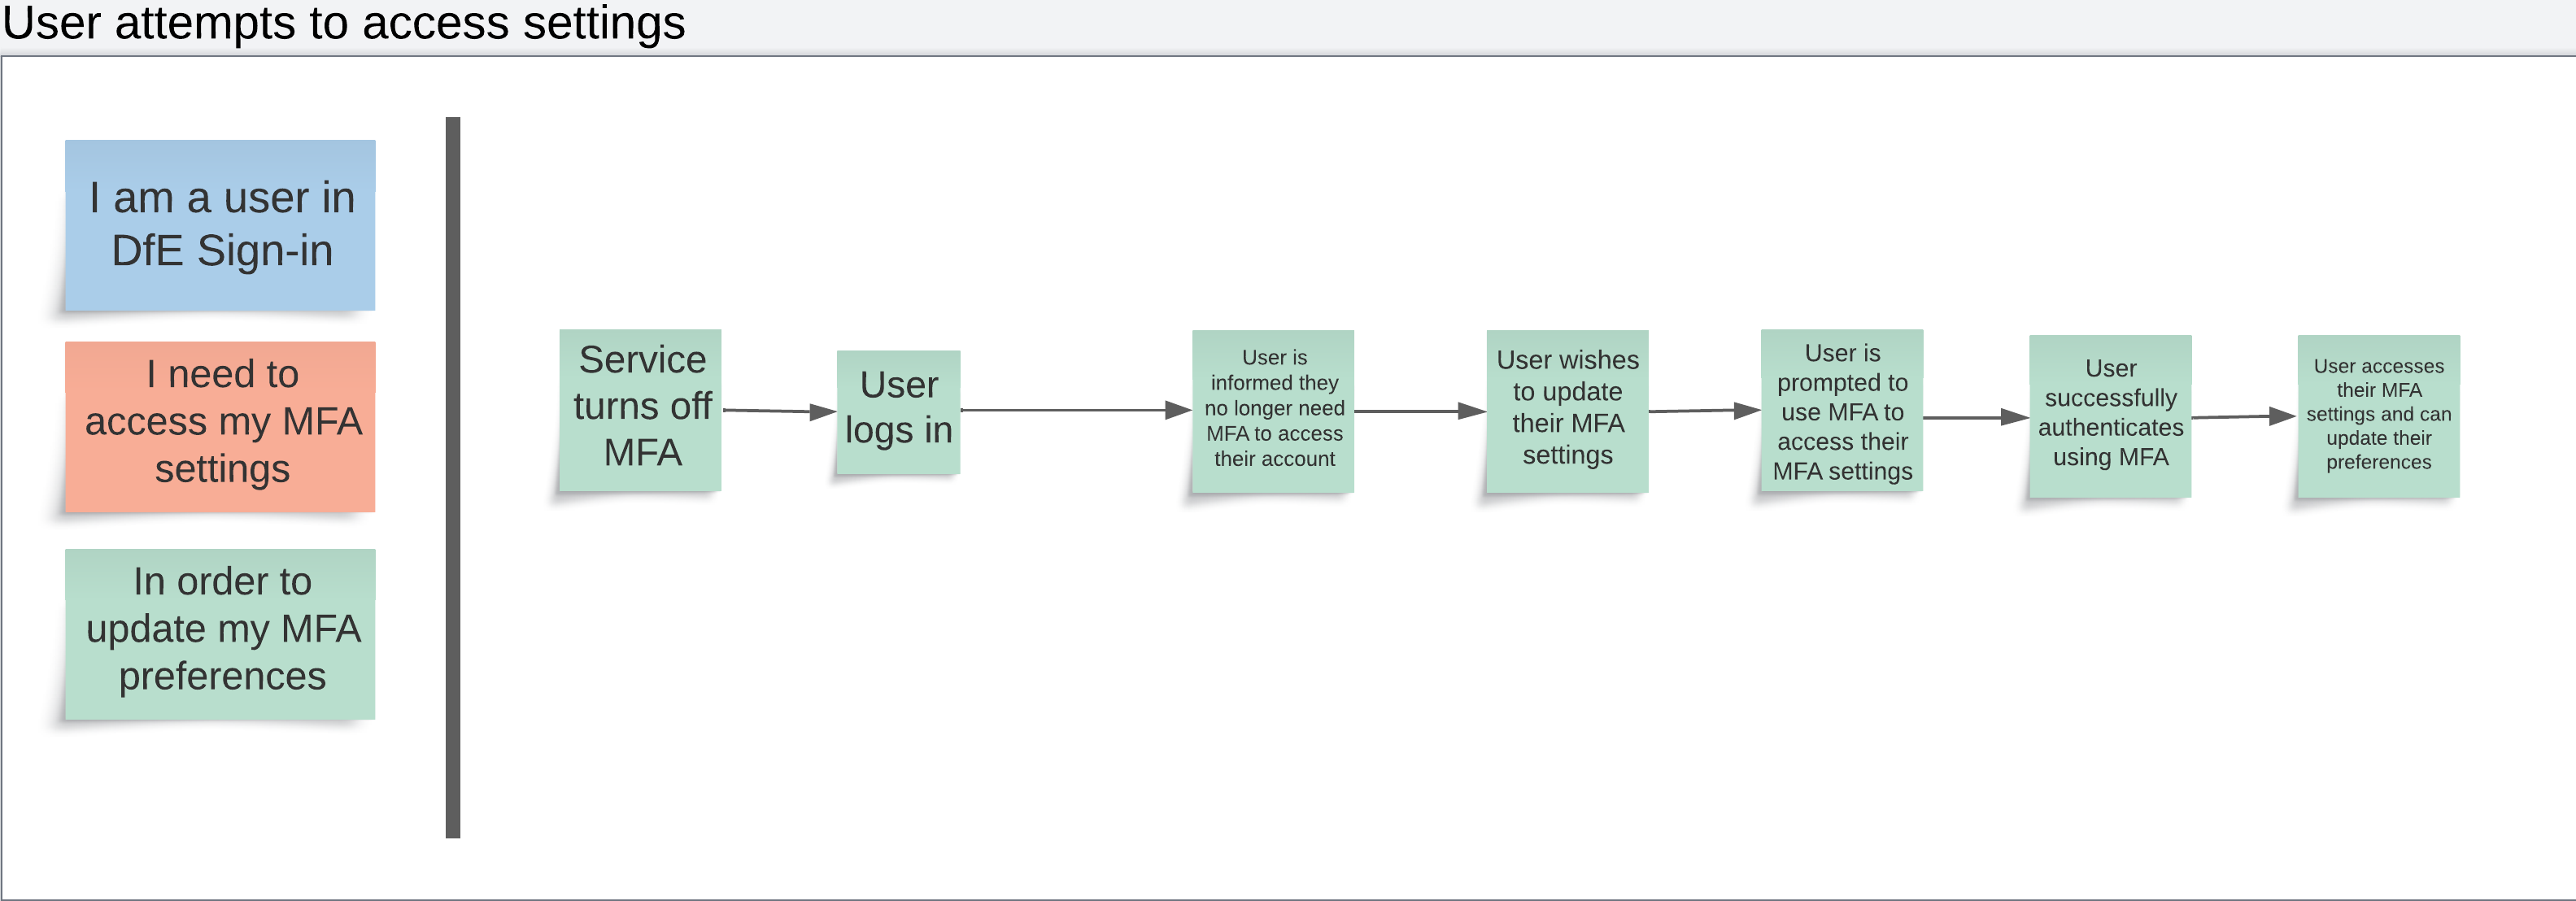 User attempts to access settings
I am a user in
DfE Sign-in
I need to
access my MFA
settings
In order to
update my MFA
preferences
Service
turns off
MFA
User
logs in
User is
informed they
no longer need
MFA to access
their account
User wishes
to update
their MFA
settings
User is
prompted to
use MFA to
access their
MFA settings
User
successfully
authenticates
using MFA
User accesses
their MFA
settings and can
update their
preferences